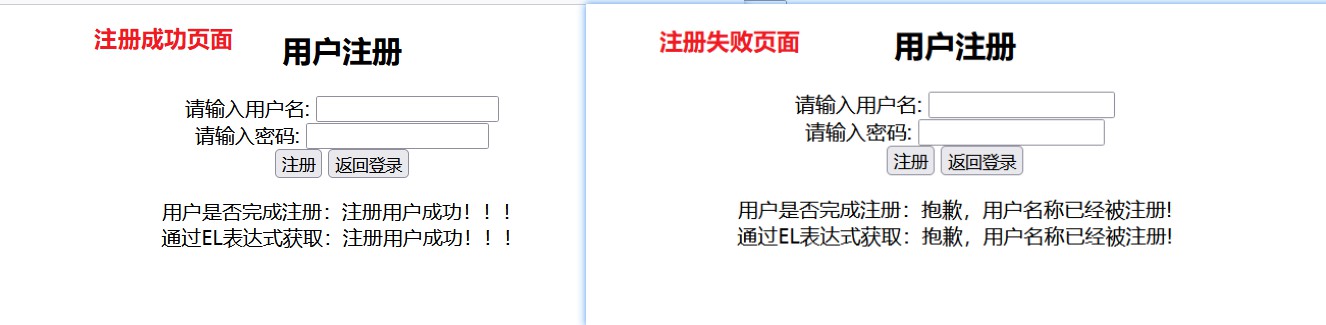 注册成功页面
用户注册
请输入用户名:
请输入密码:
注册 返回登录
用户是否完成注册：注册用户成功！！！
通过EL表达式获取：注册用户成功！！！
注册失败页面
用户注册
请输入用户名:
请输入密码:
注册 返回登录
用户是否完成注册：抱歉，用户名称已经被注册!
通过EL表达式获取：抱歉，用户名称已经被注册!